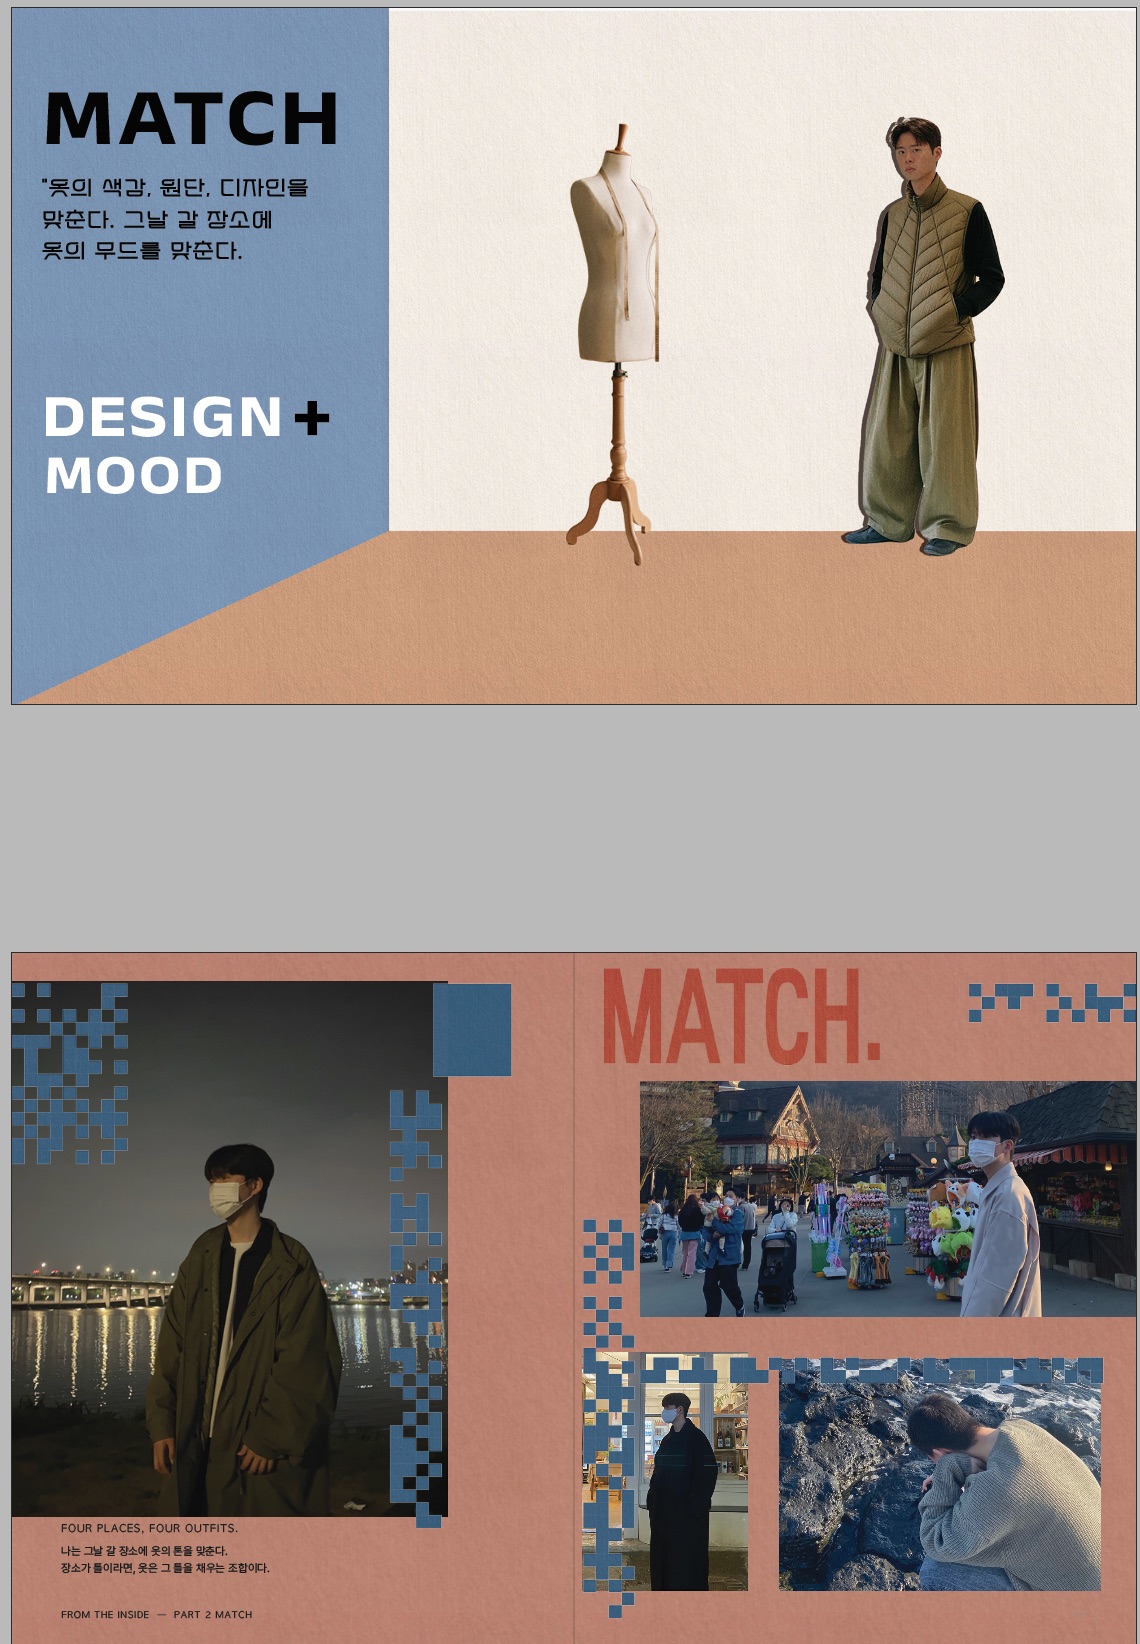 MATCH
"옷의 색감, 원단, 디자인을
맞춘다. 그날 갈 장소에
옷의 무드를 맞춘다.
DESIGN +
MOOD
FOUR PLACES, FOUR OUTFITS.
나는 그날 갈 장소에 옷의 톤을 맞춘다.
장소가 틀이라면, 옷은 그 틀을 채우는 조합이다.
FROM THE INSIDE — PART 2 MATCH
MATCH.